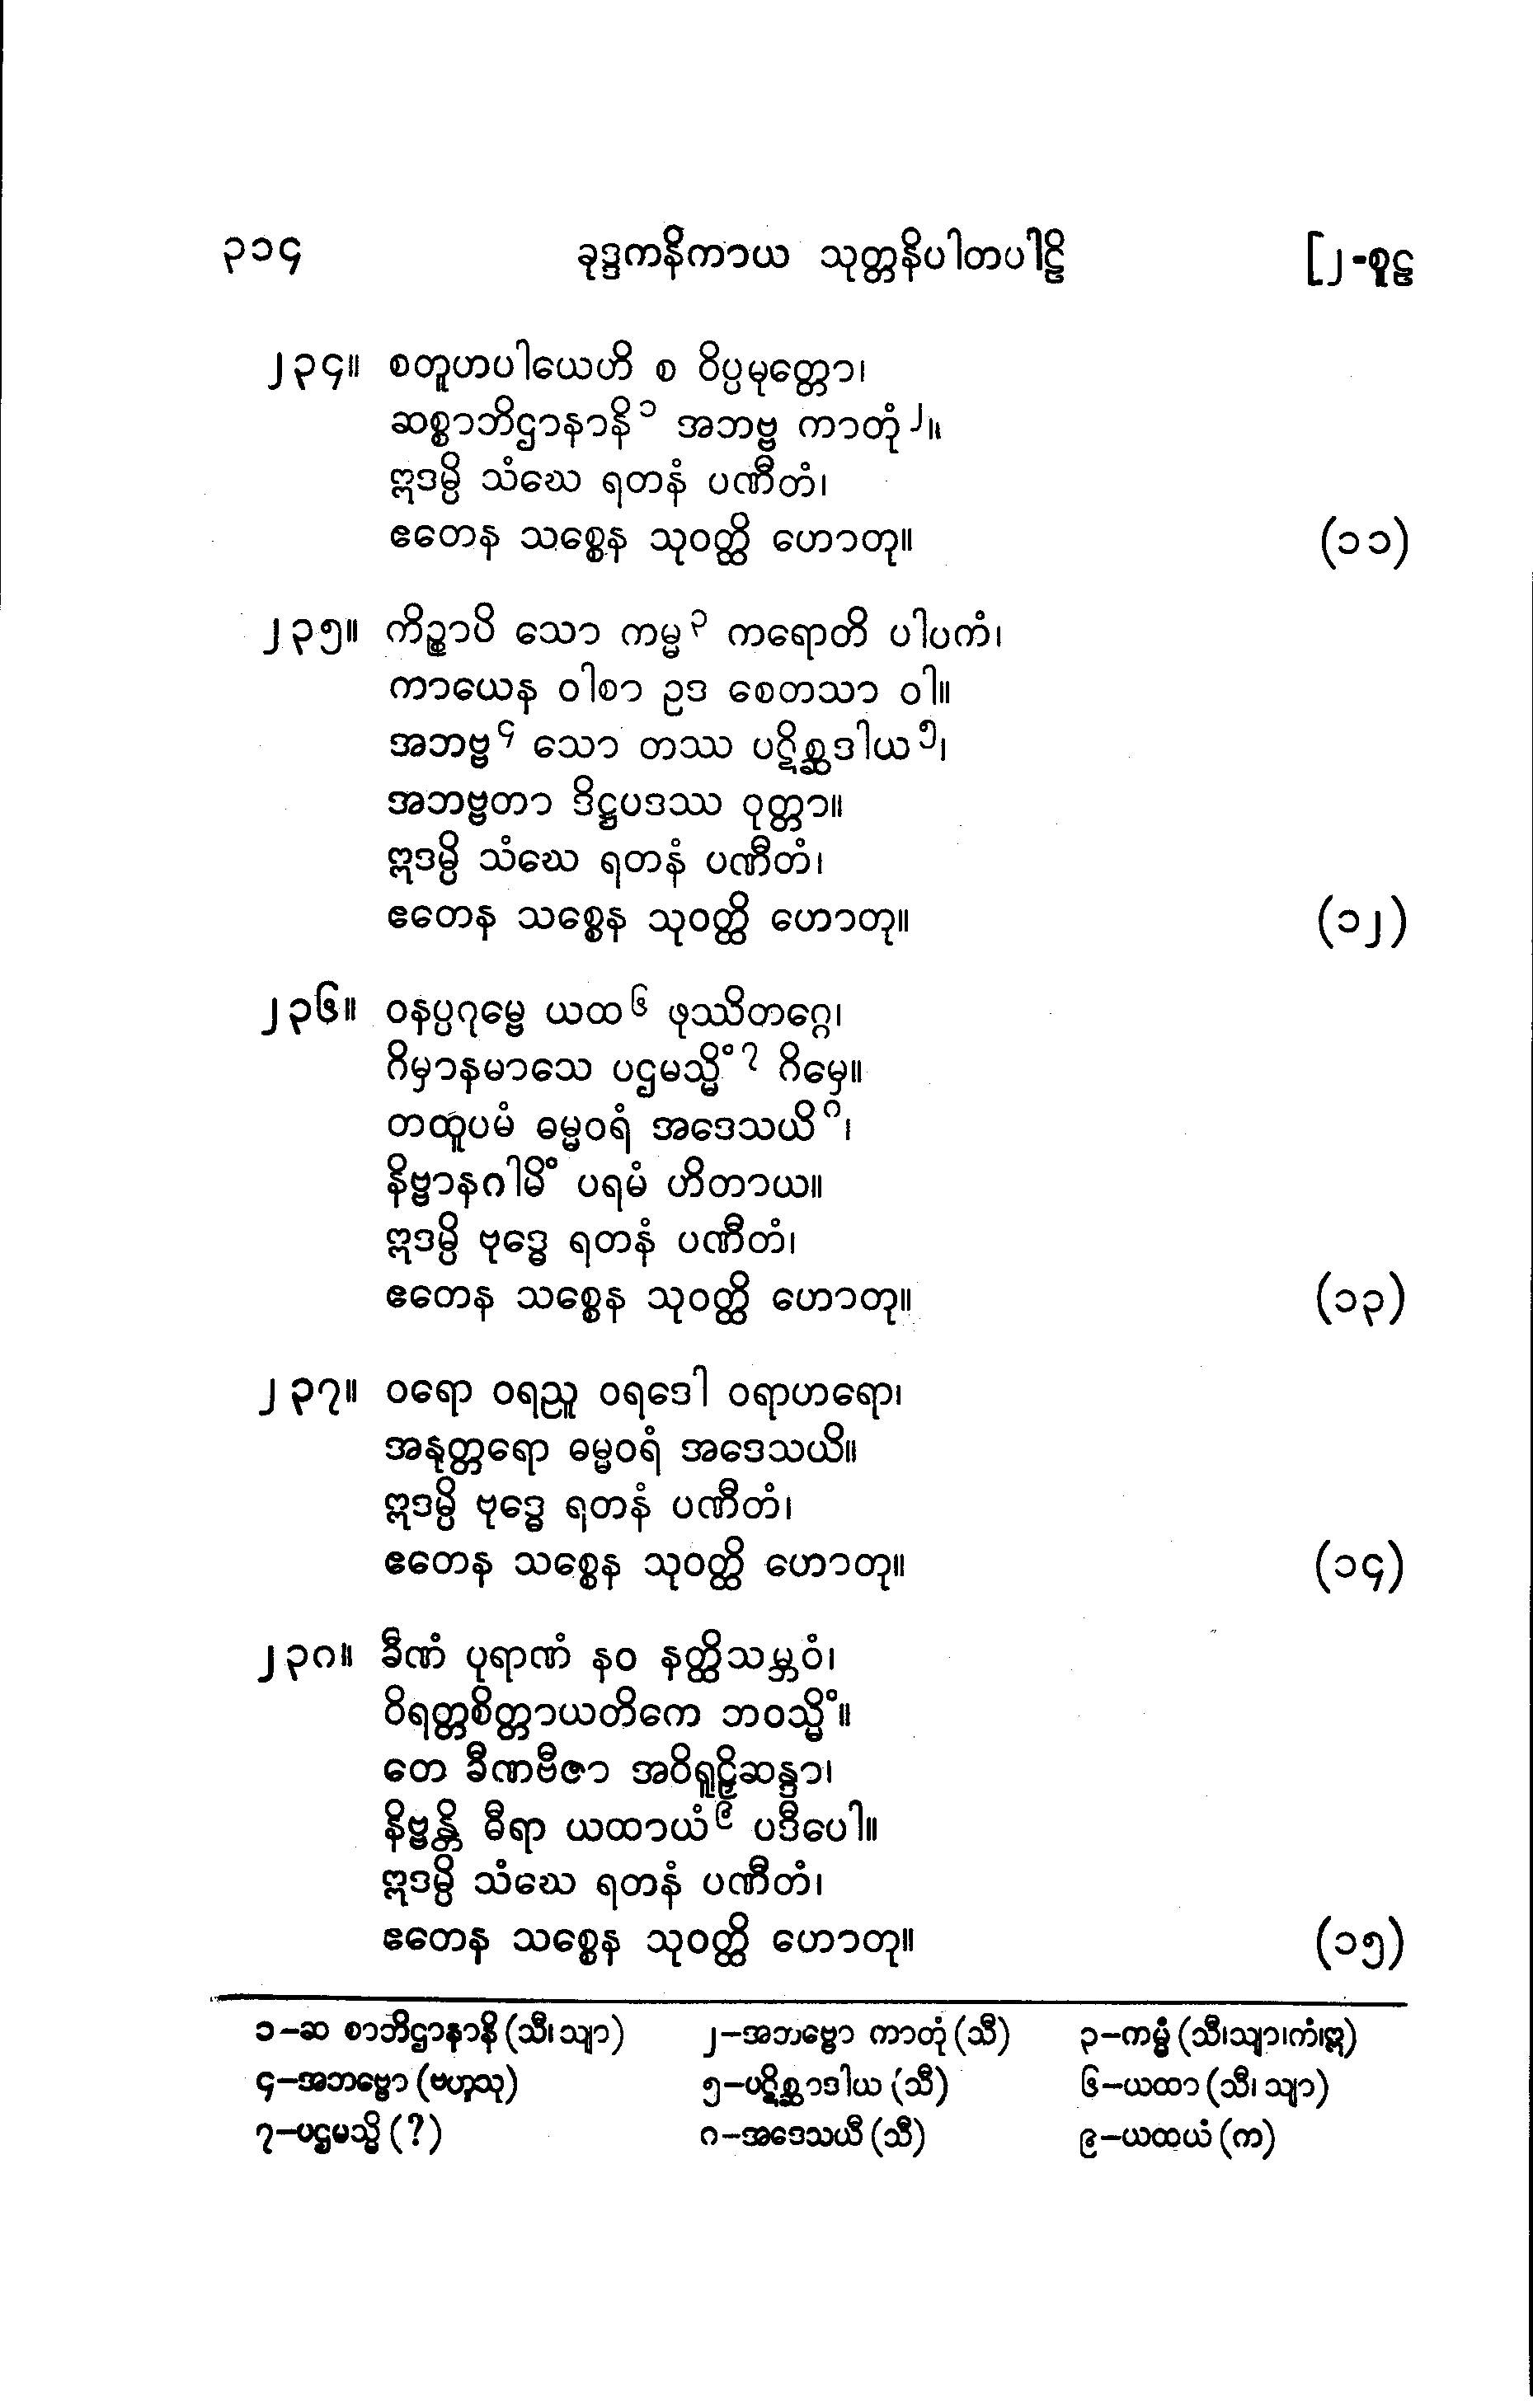 ၃၁၄ ခုဒ္ဒကနိကာယ သုတ္တနိပါတပါဠိ [၂-စူဠ
၂၃၄။ စတူဟပါယေဟိ စ ဝိပ္ပမုတ္တော၊
ဆစ္စာဘိဌာနာနိ၁ အဘဗ္ဗ ကာတုံ၂။
ဣဒမ္ပိ သံဃေ ရတနံ ပဏီတံ၊
ဧတေန သစ္စေန သုဝတ္ထိ ဟောတု။ (၁၁)
၂၃၅။ ကိဉ္စာပိ သော ကမ္မ၃ ကရောတိ ပါပကံ၊
ကာယေန ဝါစာ ဥဒ စေတသာ ဝါ။
အဘဗ္ဗ၄ သော တဿ ပဋိစ္ဆဒါယ၅၊
အဘဗ္ဗတာ ဒိဋ္ဌပဒဿ ဝုတ္တာ။
ဣဒမ္ပိ သံဃေ ရတနံ ပဏီတံ၊
ဧတေန သစ္စေန သုဝတ္ထိ ဟောတု။ (၁၂)
၂၃၆။ ဝနပ္ပဂုမ္ဗေ ယထ၆ ဖုဿိတဂ္ဂေ၊
ဂိမှာနမာသေ ပဌမသ္မိံ၇ ဂိမှေ။
တထူပမံ ဓမ္မဝရံ အဒေသယိ၈၊
နိဗ္ဗာနဂါမိံ ပရမံ ဟိတာယ။
ဣဒမ္ပိ ဗုဒ္ဓေ ရတနံ ပဏီတံ၊
ဧတေန သစ္စေန သုဝတ္ထိ ဟောတု။ (၁၃)
၂၃၇။ ဝရော ဝရညူ ဝရဒေါ ဝရာဟရော၊
အနုတ္တရော ဓမ္မဝရံ အဒေသယိ။
ဣဒမ္ပိ ဗုဒ္ဓေ ရတနံ ပဏီတံ၊
ဧတေန သစ္စေန သုဝတ္ထိ ဟောတု။ (၁၄)
၂၃၈။ ခီဏံ ပုရာဏံ နဝ နတ္ထိသမ္ဘဝံ၊
ဝိရတ္တစိတ္တာယတိကေ ဘဝသ္မိံ။
တေ ခီဏဗီဇာ အဝိရူဠှိဆန္ဒာ၊
နိဗ္ဗန္တိ ဓီရာ ယထာယံ၉ ပဒီပေါ။
ဣဒမ္ပိ သံဃေ ရတနံ ပဏီတံ၊
ဧတေန သစ္စေန သုဝတ္ထိ ဟောတု။ (၁၅)
၁–ဆ စာဘိဌာနာနိ (သီ၊ သျာ) ၂–အဘဗ္ဗော ကာတုံ (သီ) ၃–ကမ္မံ (သီ၊သျာ၊ကံ၊ဣ)
၄–အဘဗ္ဗော (ဗဟူသု) ၅–ပဋိစ္ဆာဒါယ (သီ) ၆–ယထာ (သီ၊ သျာ)
၇–ပဌမသ္မိ (?) ၈–အဒေသယီ (သီ) ၉–ယထယံ (က)